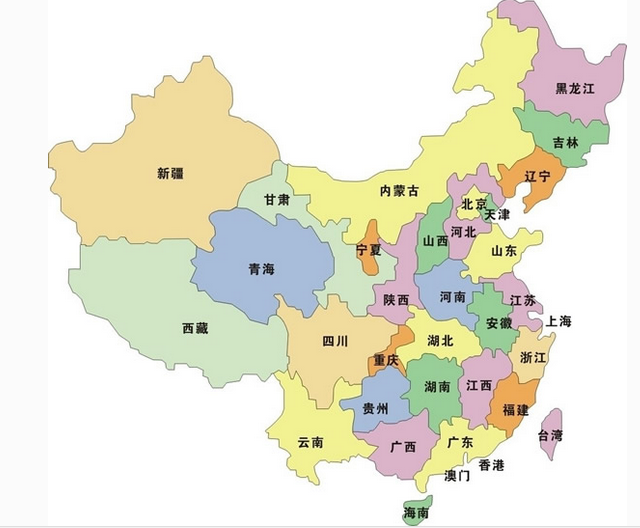 黑龙江
吉林
辽宁
新疆
甘肃
内蒙古
北京
天津
河北
山西
宁夏
山东
青海
陕西
河南
江苏
西藏
安徽
上海
四川
湖北
重庆
浙江
湖南
江西
贵州
福建
云南
广西
广东
台湾
香港
澳门
海南